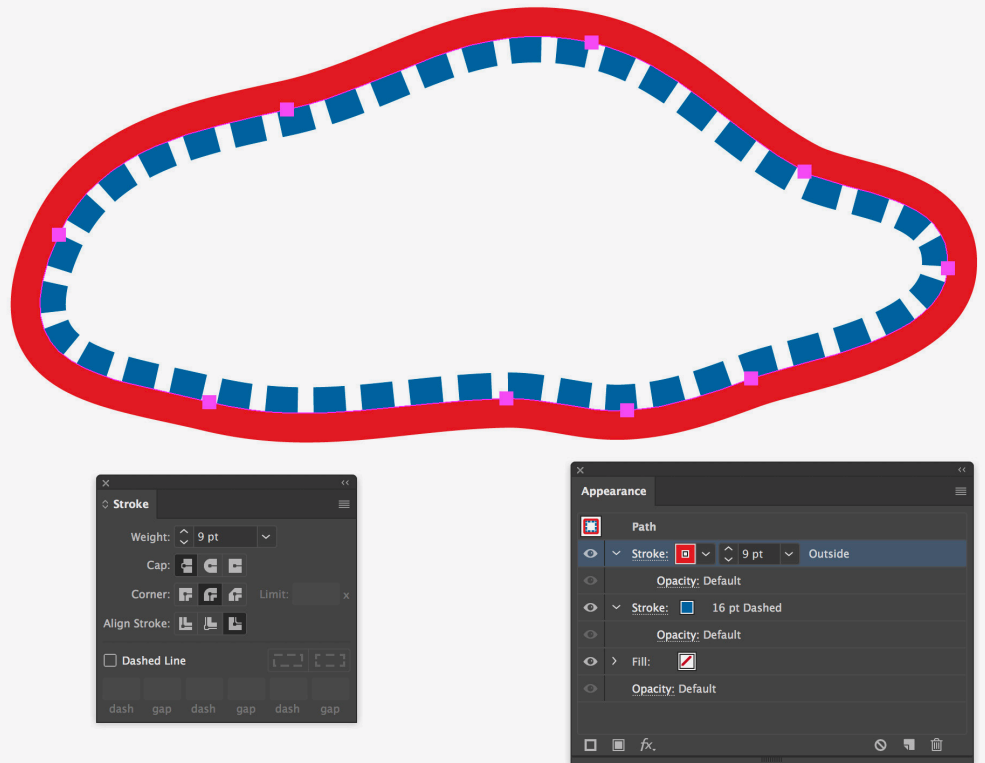 Stroke
Weight: 9 pt
Cap:
Corner: Limit: x
Align Stroke:
Dashed Line
dash gap dash gap dash gap
Appearance
Path
Stroke: 9 pt Outside
Opacity: Default
Stroke: 16 pt Dashed
Opacity: Default
Fill:
Opacity: Default
fx.